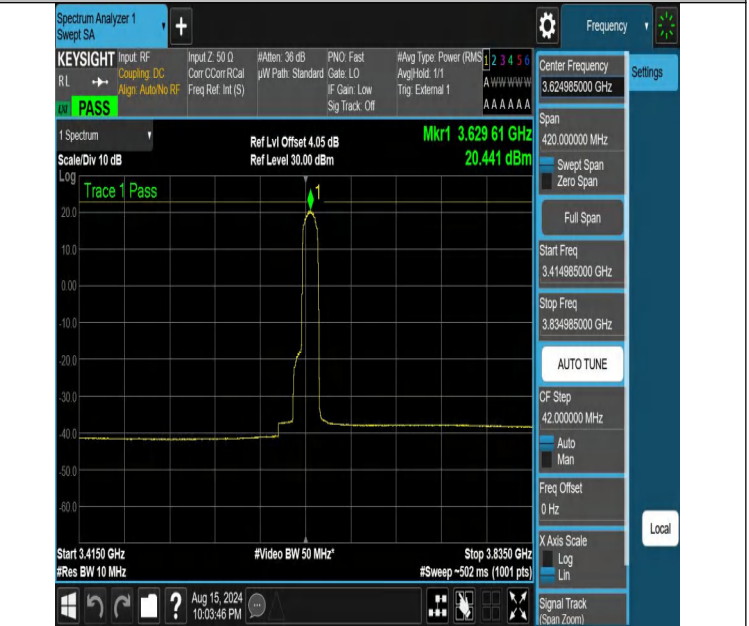 Spectrum Analyzer 1
Swept SA
+
Frequency
KEYSIGHT
RL
LXI
PASS
Input: RF
Coupling: DC
Align: Auto/No RF
Input Z: 50 Ω
Corr CCorr RCal
Freq Ref: Int (S)
#Atten: 36 dB
µW Path: Standard
PNO: Fast
Gate: LO
IF Gain: Low
Sig Track: Off
#Avg Type: Power (RMS
Avg|Hold: 1/1
Trig: External 1
1 2 3 4 5 6
A W W W W W
A A A A A A
Center Frequency
3.624985000 GHz
Settings
Span
420.000000 MHz
Swept Span
Zero Span
Full Span
Start Freq
3.414985000 GHz
Stop Freq
3.834985000 GHz
AUTO TUNE
CF Step
42.000000 MHz
Auto
Man
Freq Offset
0 Hz
X Axis Scale
Log
Lin
Signal Track
(Span Zoom)
Local
1 Spectrum
Scale/Div 10 dB
Ref Lvl Offset 4.05 dB
Ref Level 30.00 dBm
Mkr1 3.629 61 GHz
20.441 dBm
Log
Trace 1 Pass
1
20.0
10.0
0.00
-10.0
-20.0
-30.0
-40.0
-50.0
-60.0
Start 3.4150 GHz
#Res BW 10 MHz
#Video BW 50 MHz*
Stop 3.8350 GHz
#Sweep ~502 ms (1001 pts)
?
Aug 15, 2024
10:03:46 PM